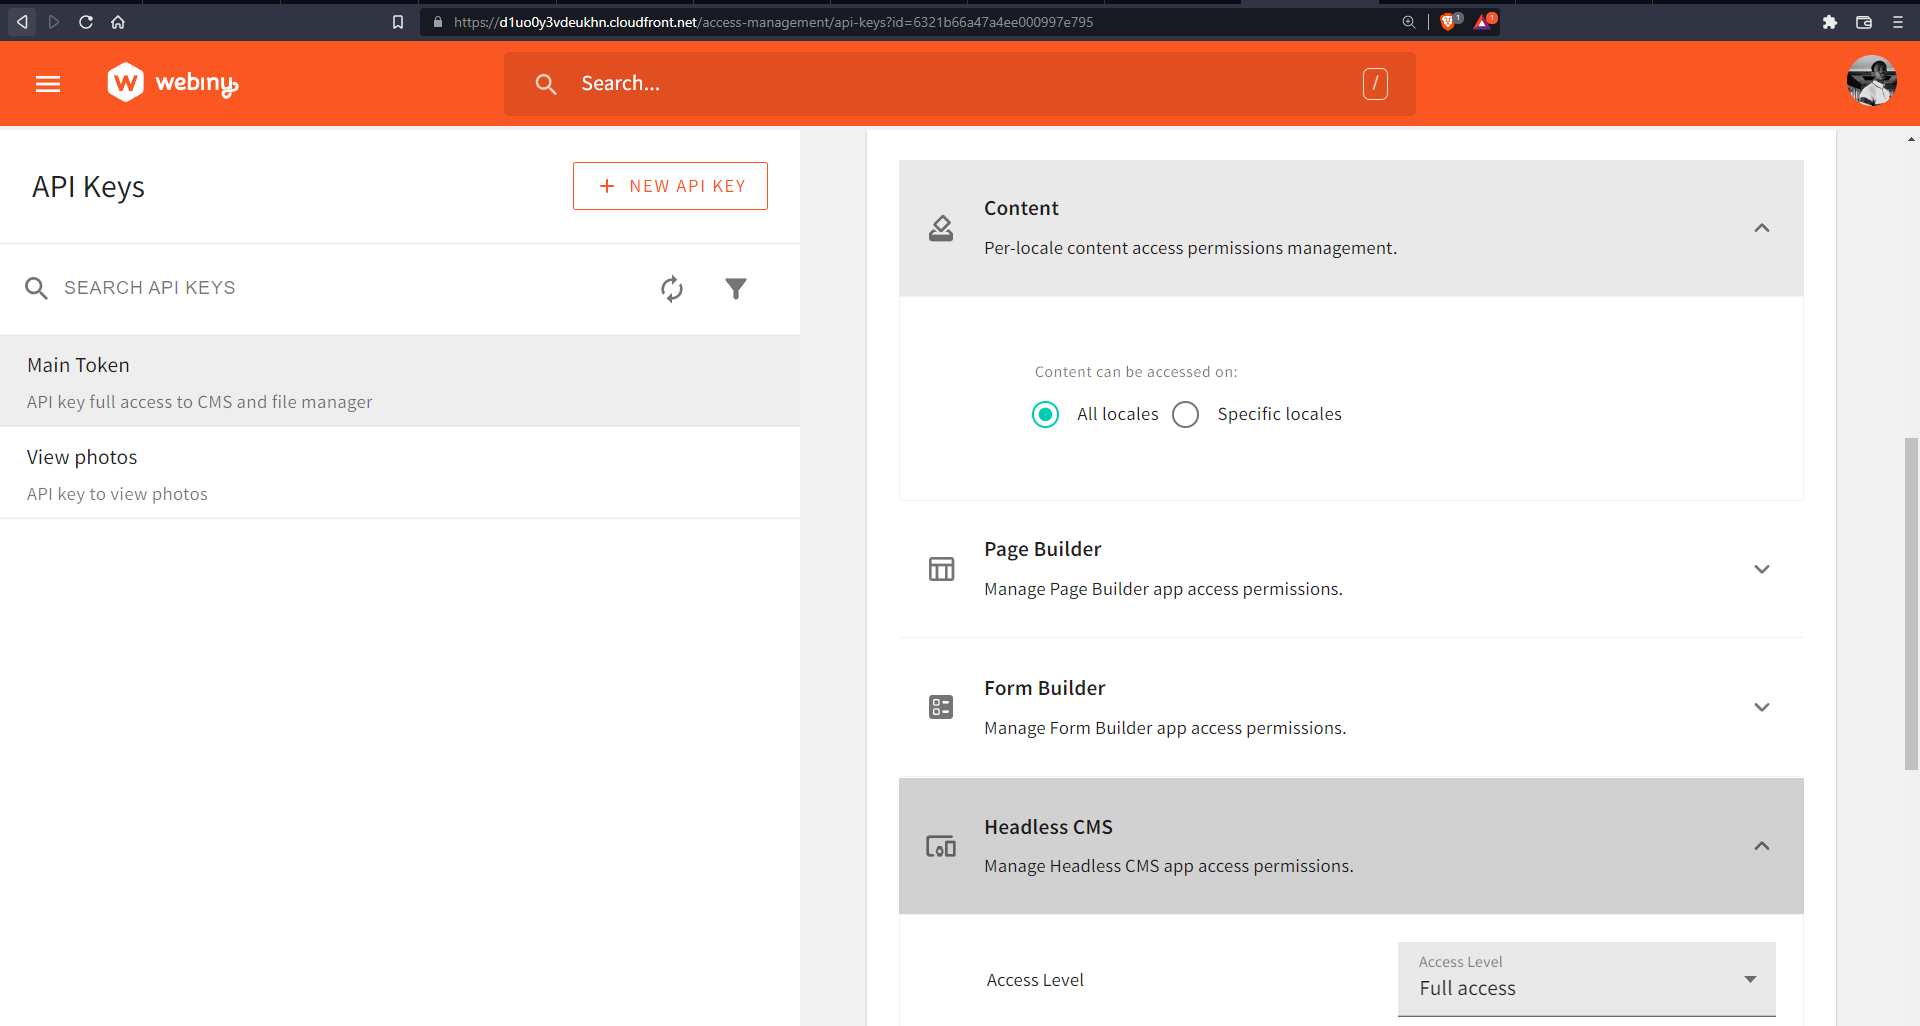 https://d1uo0y3vdeukhn.cloudfront.net/access-management/api-keys?id=6321b66a47a4ee000997e795
1
1
webiny
Search...
/
API Keys
+ NEW API KEY
SEARCH API KEYS
Main Token
API key full access to CMS and file manager
View photos
API key to view photos
Content
Per-locale content access permissions management.
Content can be accessed on:
All locales
Specific locales
Page Builder
Manage Page Builder app access permissions.
Form Builder
Manage Form Builder app access permissions.
Headless CMS
Manage Headless CMS app access permissions.
Access Level
Access Level
Full access